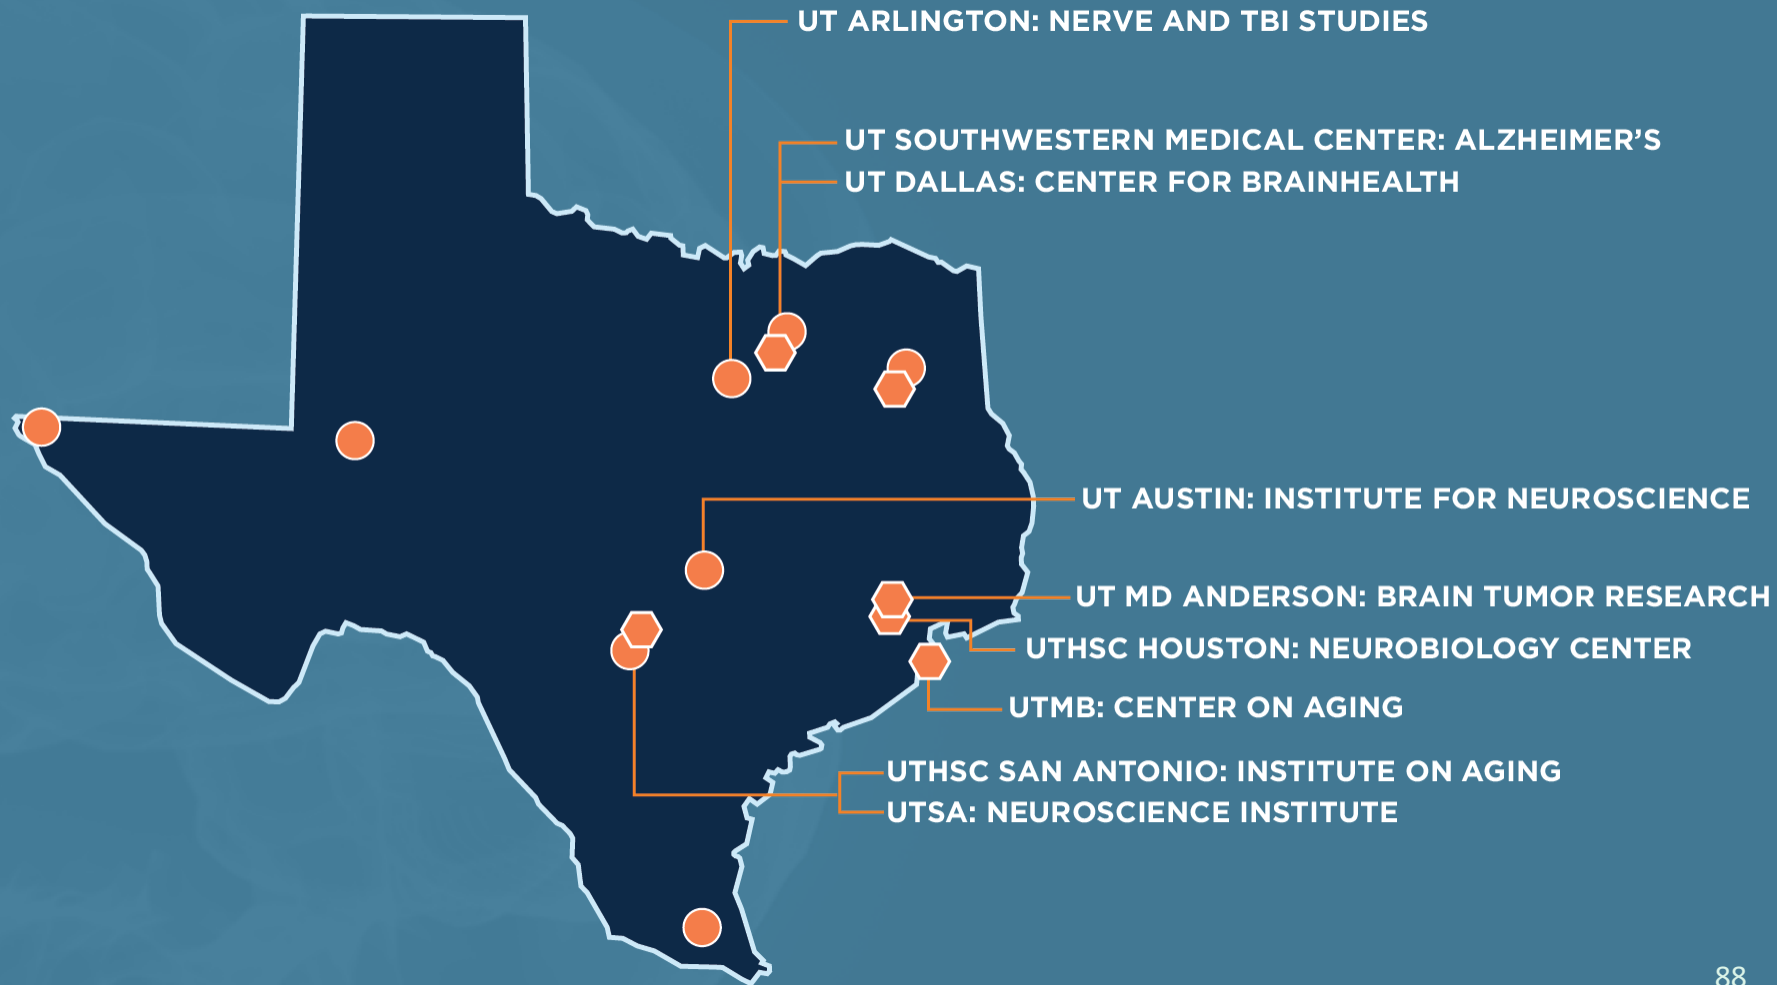 UT ARLINGTON: NERVE AND TBI STUDIES
UT SOUTHWESTERN MEDICAL CENTER: ALZHEIMER’S
UT DALLAS: CENTER FOR BRAINHEALTH
UT AUSTIN: INSTITUTE FOR NEUROSCIENCE
UT MD ANDERSON: BRAIN TUMOR RESEARCH
UTHSC HOUSTON: NEUROBIOLOGY CENTER
UTMB: CENTER ON AGING
UTHSC SAN ANTONIO: INSTITUTE ON AGING
UTSA: NEUROSCIENCE INSTITUTE
88